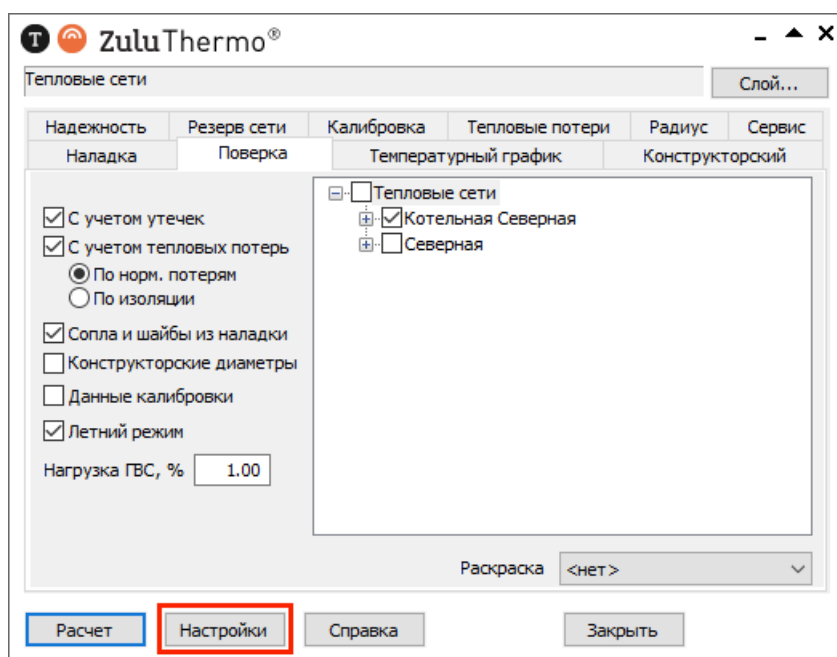 T ZuluThermo®
Тепловые сети
Слой...
Надежность Резерв сети Калибровка Тепловые потери Радиус Сервис
Наладка Поверка Температурный график Конструкторский
Тепловые сети
С учетом утечек
Котельная Северная
С учетом тепловых потерь
Северная
По норм. потерям
По изоляции
Сопла и шайбы из наладки
Конструкторские диаметры
Данные калибровки
Летний режим
Нагрузка ГВС, % 1.00
Раскраска <нет>
Расчет Настройки Справка Закрыть